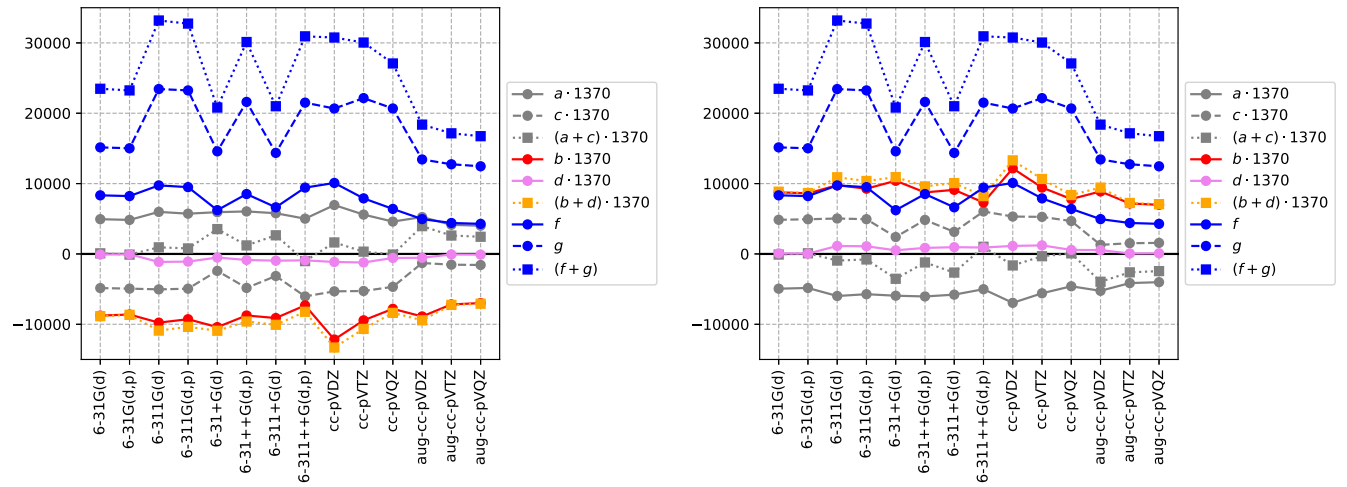 30000
20000
10000
0
−10000
6-31G(d)
6-31G(d,p)
6-311G(d)
6-311G(d,p)
6-31+G(d)
6-31++G(d,p)
6-311+G(d)
6-311++G(d,p)
cc-pVDZ
cc-pVTZ
cc-pVQZ
aug-cc-pVDZ
aug-cc-pVTZ
aug-cc-pVQZ
a · 1370
c · 1370
(a + c) · 1370
b · 1370
d · 1370
(b + d) · 1370
f
g
(f + g)
30000
20000
10000
0
−10000
6-31G(d)
6-31G(d,p)
6-311G(d)
6-311G(d,p)
6-31+G(d)
6-31++G(d,p)
6-311+G(d)
6-311++G(d,p)
cc-pVDZ
cc-pVTZ
cc-pVQZ
aug-cc-pVDZ
aug-cc-pVTZ
aug-cc-pVQZ
a · 1370
c · 1370
(a + c) · 1370
b · 1370
d · 1370
(b + d) · 1370
f
g
(f + g)